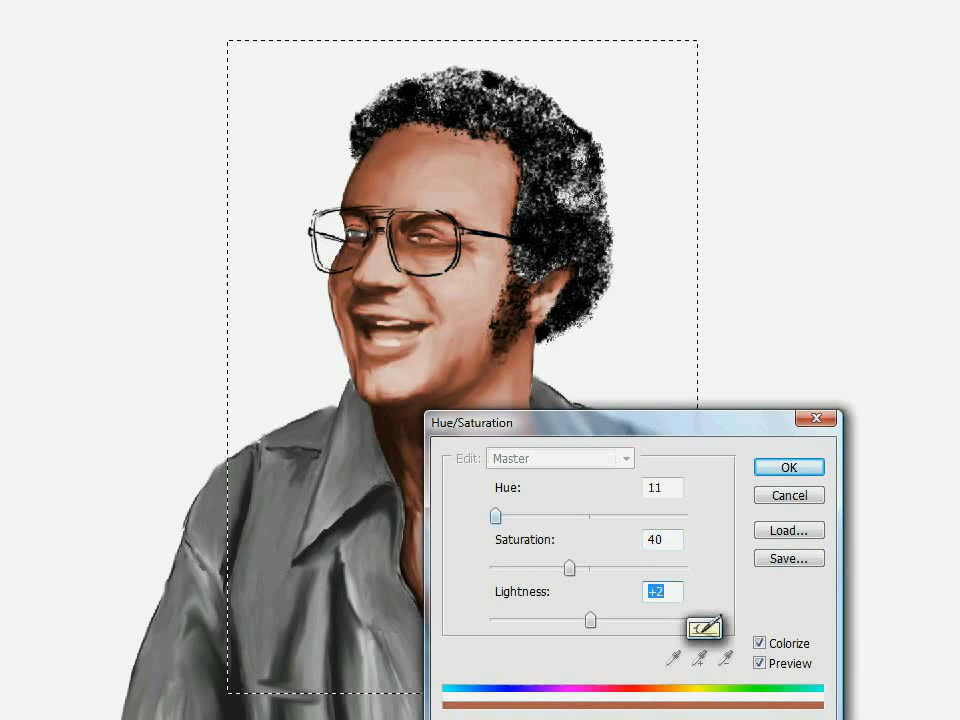 Hue/Saturation
Edit: Master
Hue: 11
Saturation: 40
Lightness: +2
OK
Cancel
Load...
Save...
Colorize
Preview